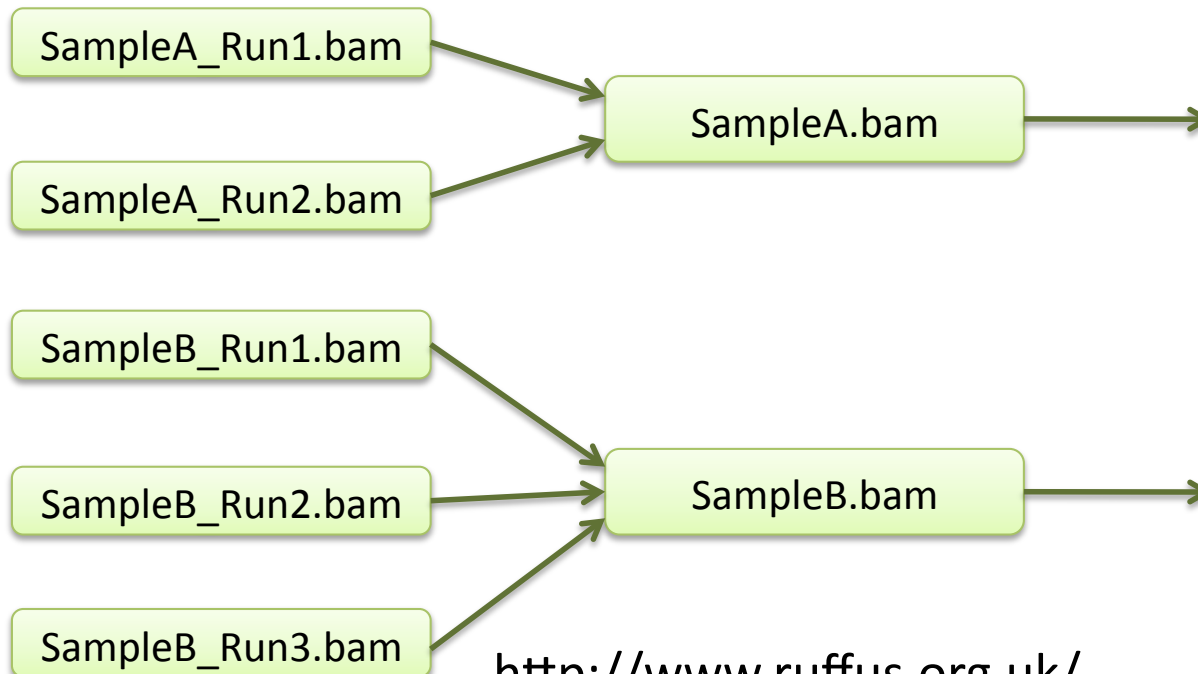 SampleA_Run1.bam
SampleA.bam
SampleA_Run2.bam
SampleB_Run1.bam
SampleB_Run2.bam
SampleB.bam
SampleB_Run3.bam
http://www.ruffus.org.uk/